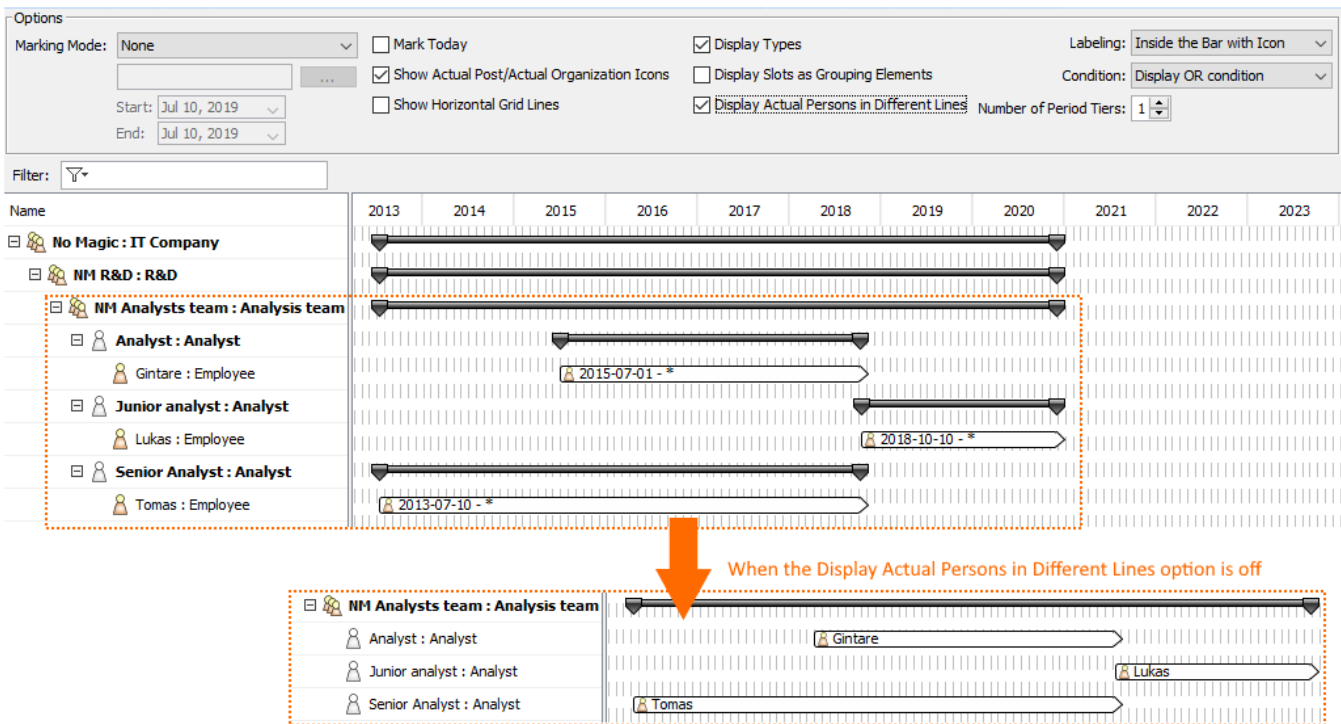 Options
Marking Mode: None
Mark Today
Display Types
Labeling: Inside the Bar with Icon
...
Show Actual Post/Actual Organization Icons
Display Slots as Grouping Elements
Condition: Display OR condition
Start: Jul 10, 2019
Show Horizontal Grid Lines
Display Actual Persons in Different Lines
Number of Period Tiers: 1
End: Jul 10, 2019
Filter:
Name 2013 2014 2015 2016 2017 2018 2019 2020 2021 2022 2023
No Magic : IT Company
NM R&D : R&D
NM Analysts team : Analysis team
Analyst : Analyst
Gintare : Employee 2015-07-01 - *
Junior analyst : Analyst
Lukas : Employee 2018-10-10 - *
Senior Analyst : Analyst
Tomas : Employee 2013-07-10 - *
When the Display Actual Persons in Different Lines option is off
NM Analysts team : Analysis team
Analyst : Analyst Gintare
Junior analyst : Analyst Lukas
Senior Analyst : Analyst Tomas